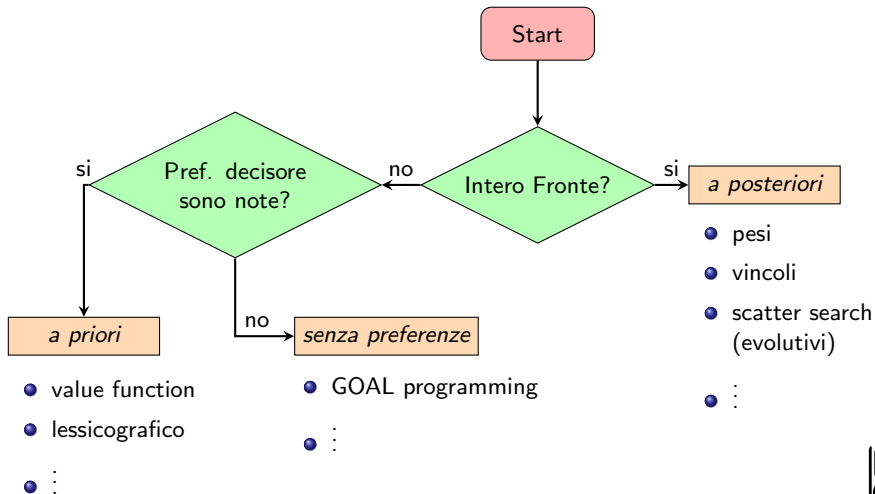 Start
Intero Fronte?
si
a posteriori
pesi
vincoli
scatter search
(evolutivi)
no
Pref. decisore
sono note?
si
a priori
value function
lessicografico
no
senza preferenze
GOAL programming